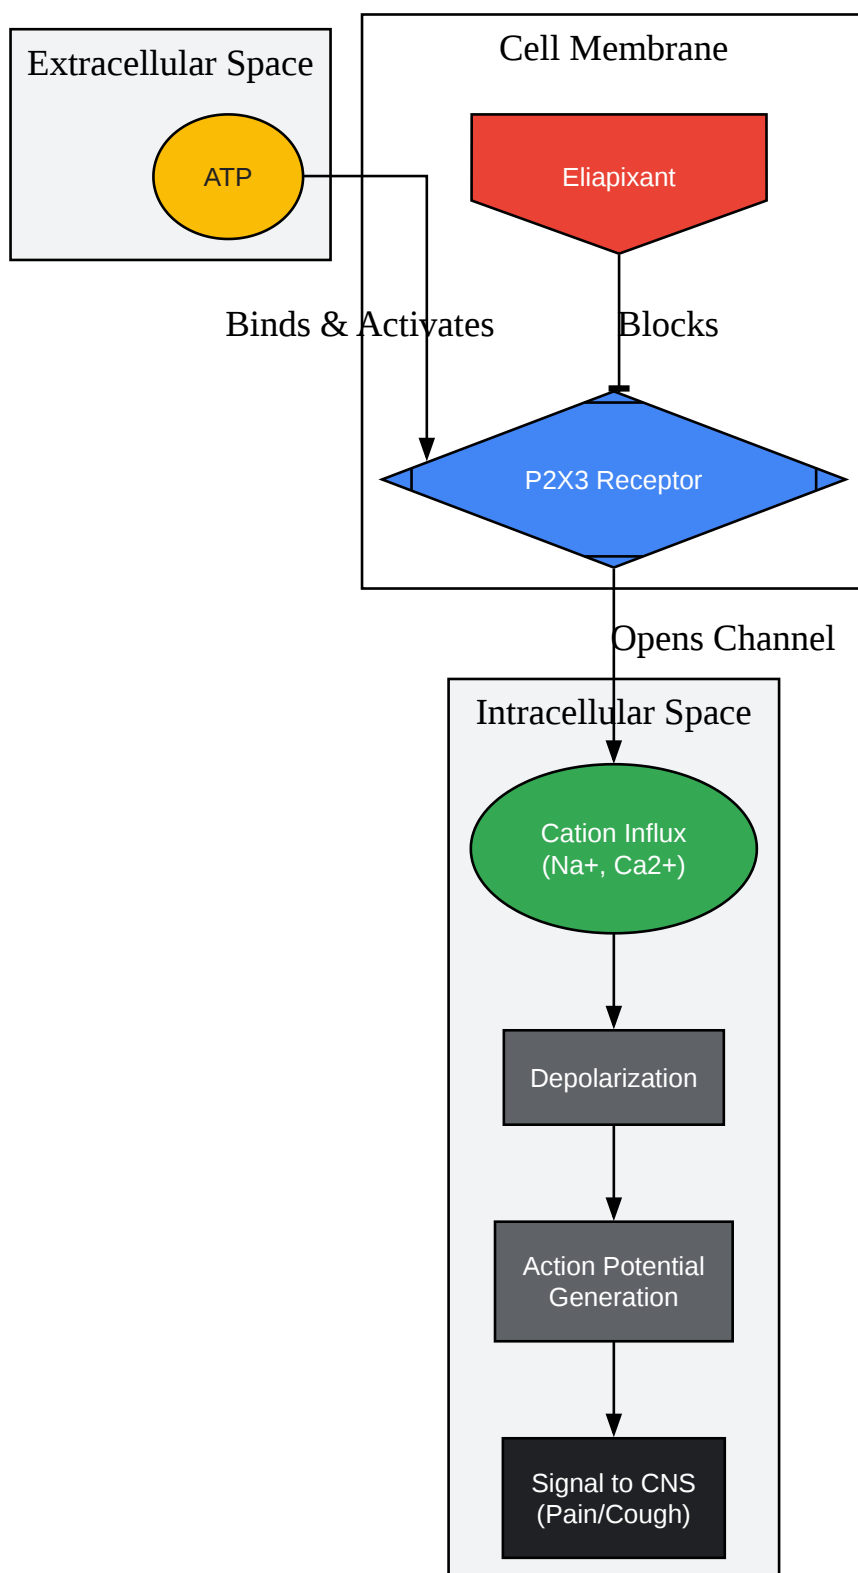 Extracellular Space
Cell Membrane
ATP
Eliapixant
Binds & Activates
Blocks
P2X3 Receptor
Opens Channel
Intracellular Space
Cation Influx
(Na+, Ca2+)
Depolarization
Action Potential
Generation
Signal to CNS
(Pain/Cough)